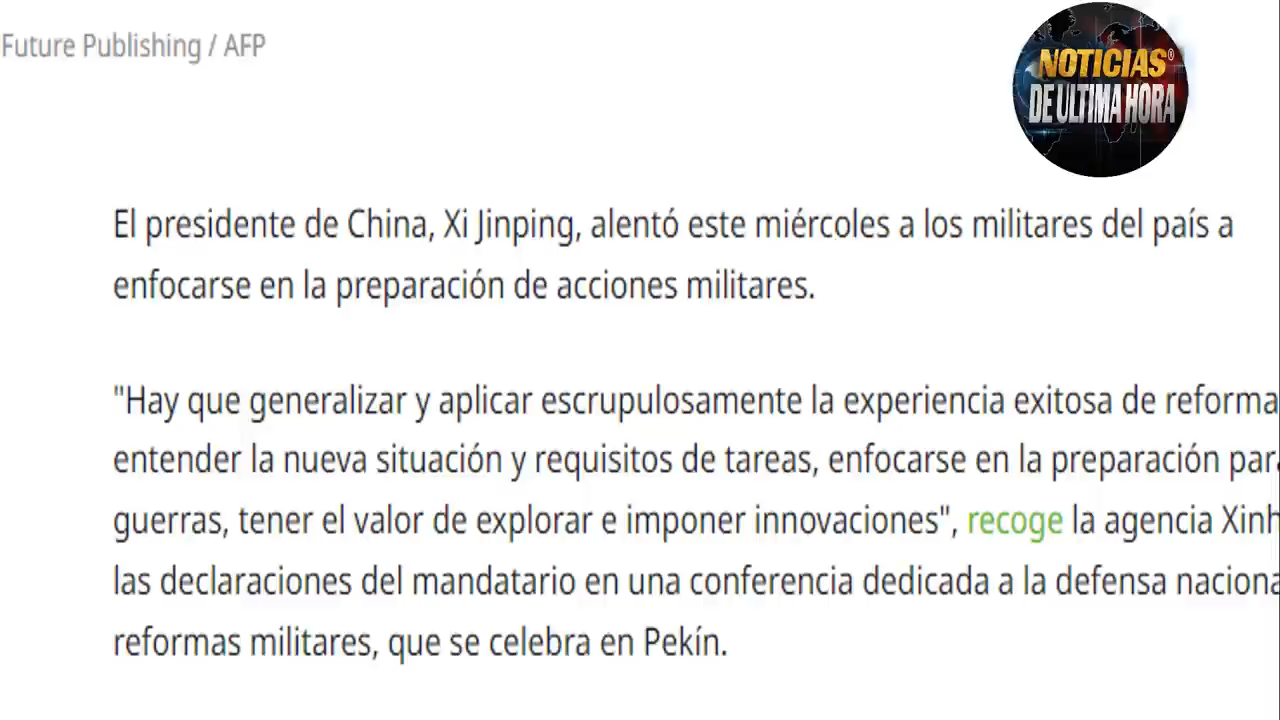 Future Publishing / AFP
NOTICIAS®
DE ULTIMA HORA
El presidente de China, Xi Jinping, alentó este miércoles a los militares del país a
enfocarse en la preparación de acciones militares.
"Hay que generalizar y aplicar escrupulosamente la experiencia exitosa de reforma
entender la nueva situación y requisitos de tareas, enfocarse en la preparación para
guerras, tener el valor de explorar e imponer innovaciones", recoge la agencia Xinh
las declaraciones del mandatario en una conferencia dedicada a la defensa naciona
reformas militares, que se celebra en Pekín.